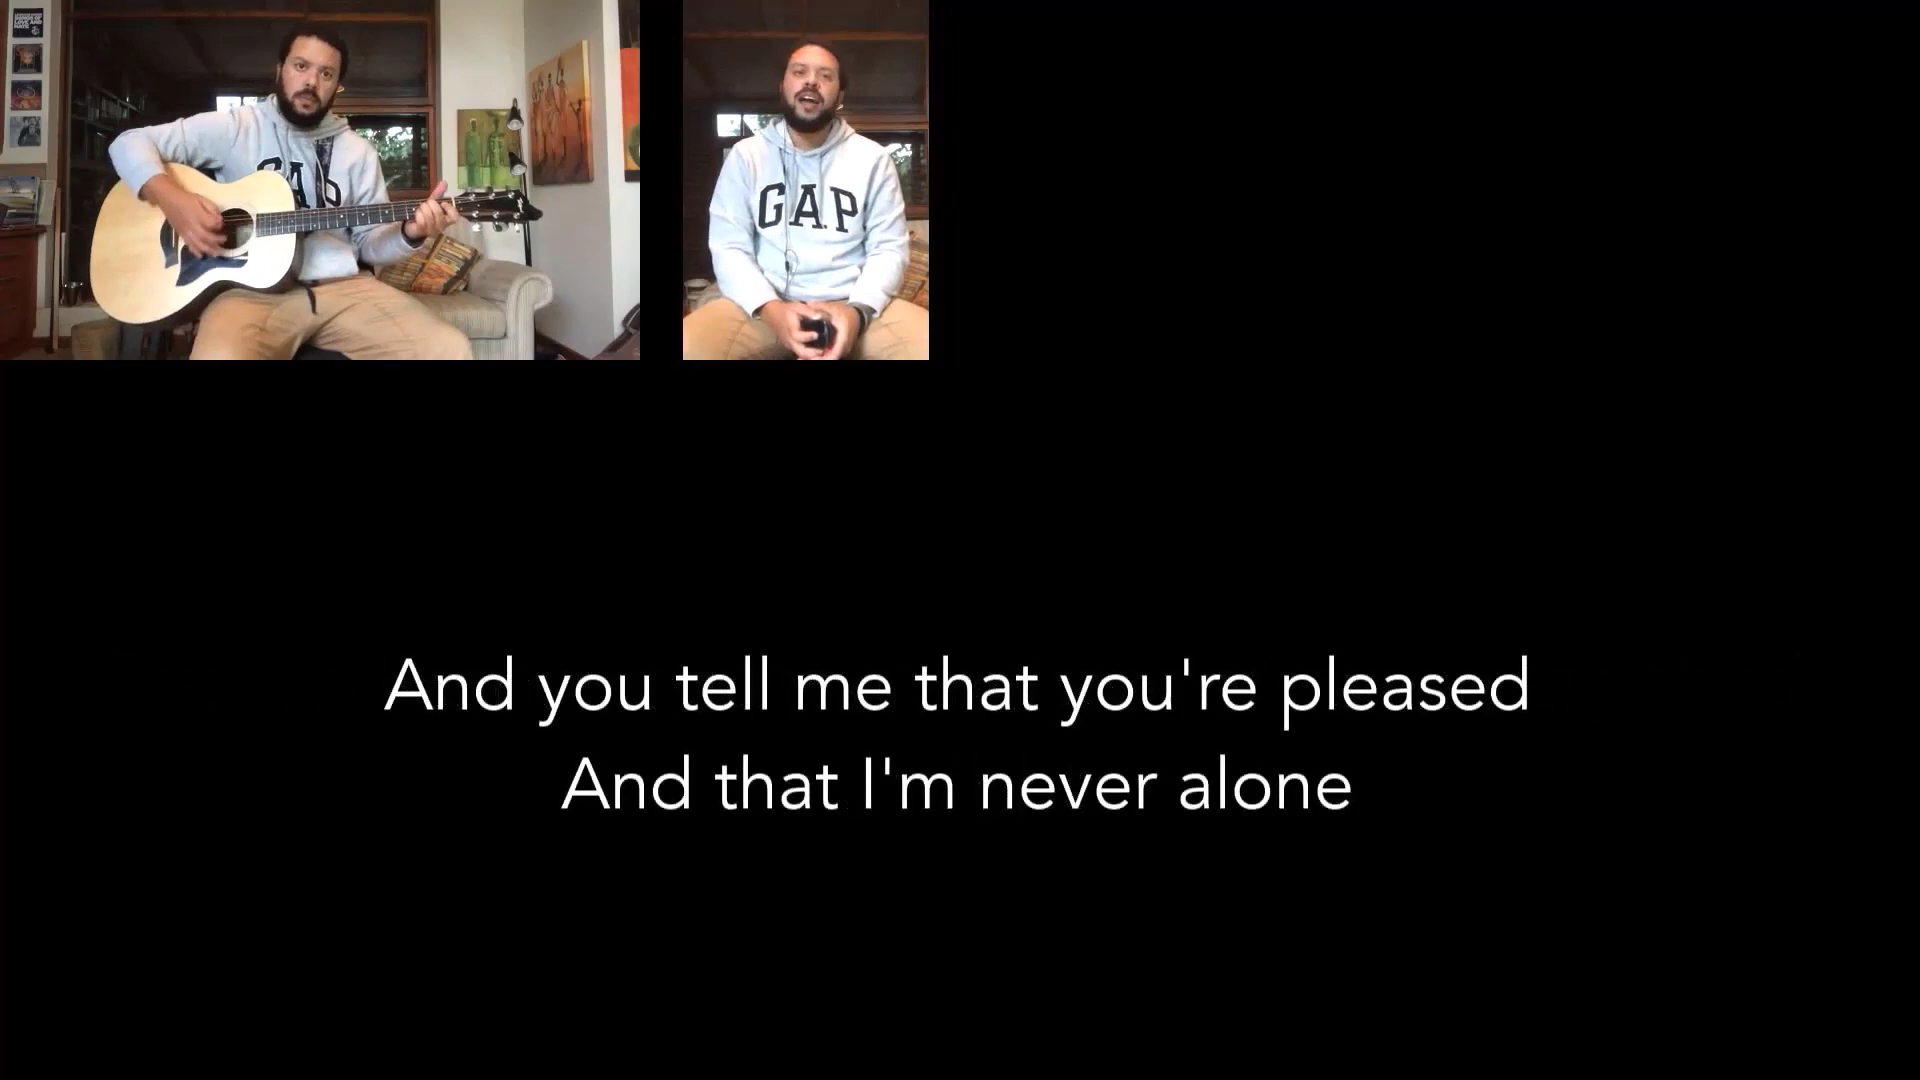 GAP
GAP
And you tell me that you're pleased
And that I'm never alone